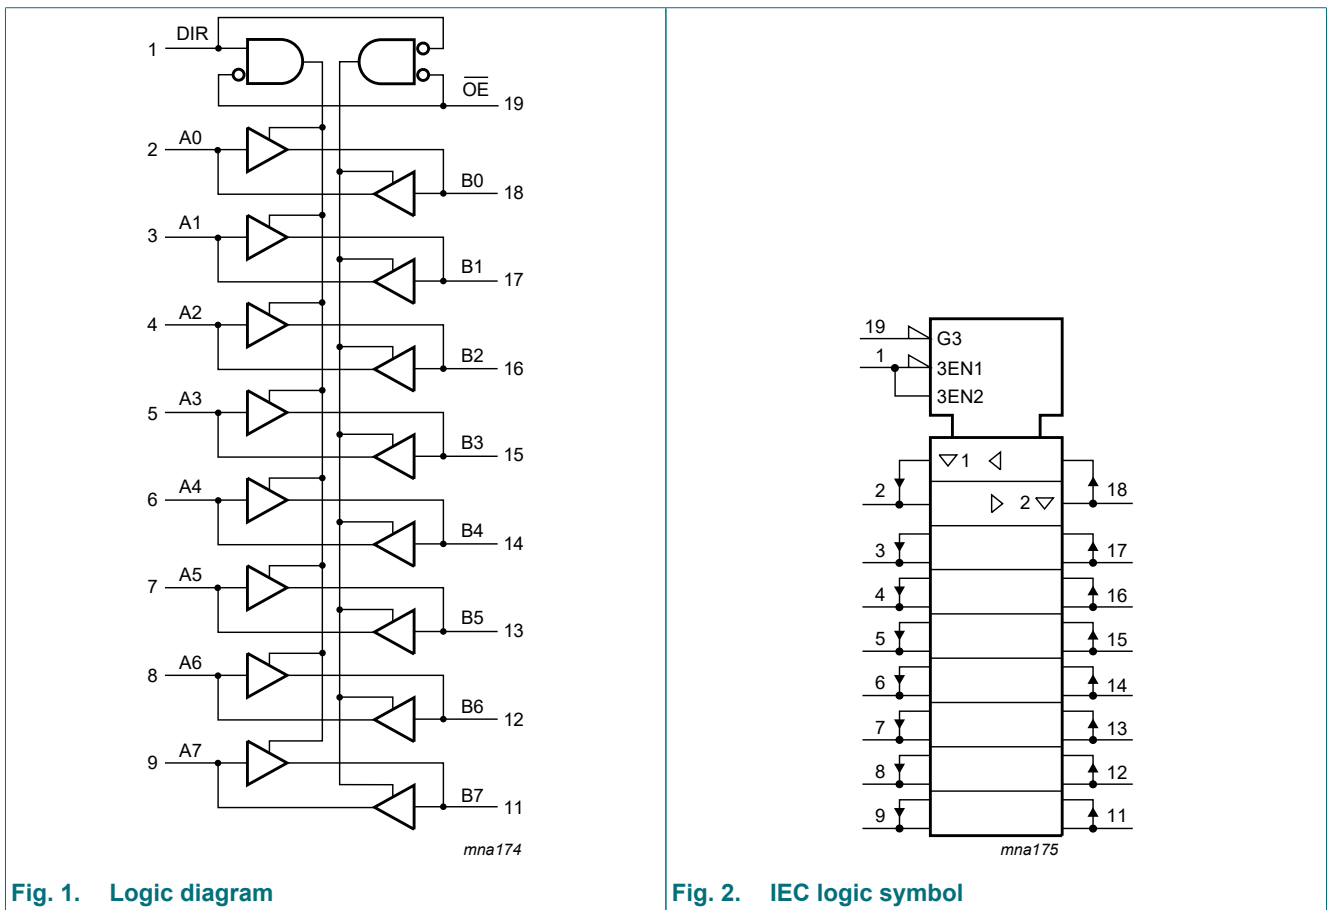 DIR
1
OE
19
2 A0
B0 18
3 A1
B1 17
4 A2
B2 16
5 A3
B3 15
6 A4
B4 14
7 A5
B5 13
8 A6
B6 12
9 A7
B7 11
mna174
Fig. 1. Logic diagram
19 G3
1 3EN1
3EN2
1
2 18
2
3 17
4 16
5 15
6 14
7 13
8 12
9 11
mna175
Fig. 2. IEC logic symbol